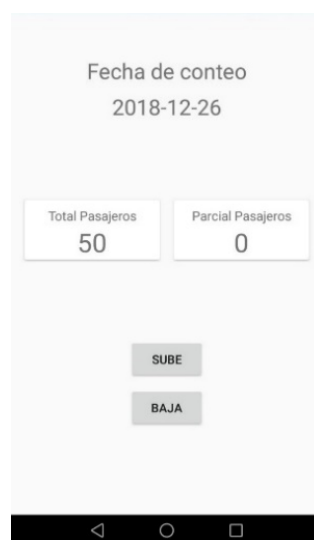 Fecha de conteo
2018-12-26
Total Pasajeros
50
Parcial Pasajeros
0
SUBE
BAJA